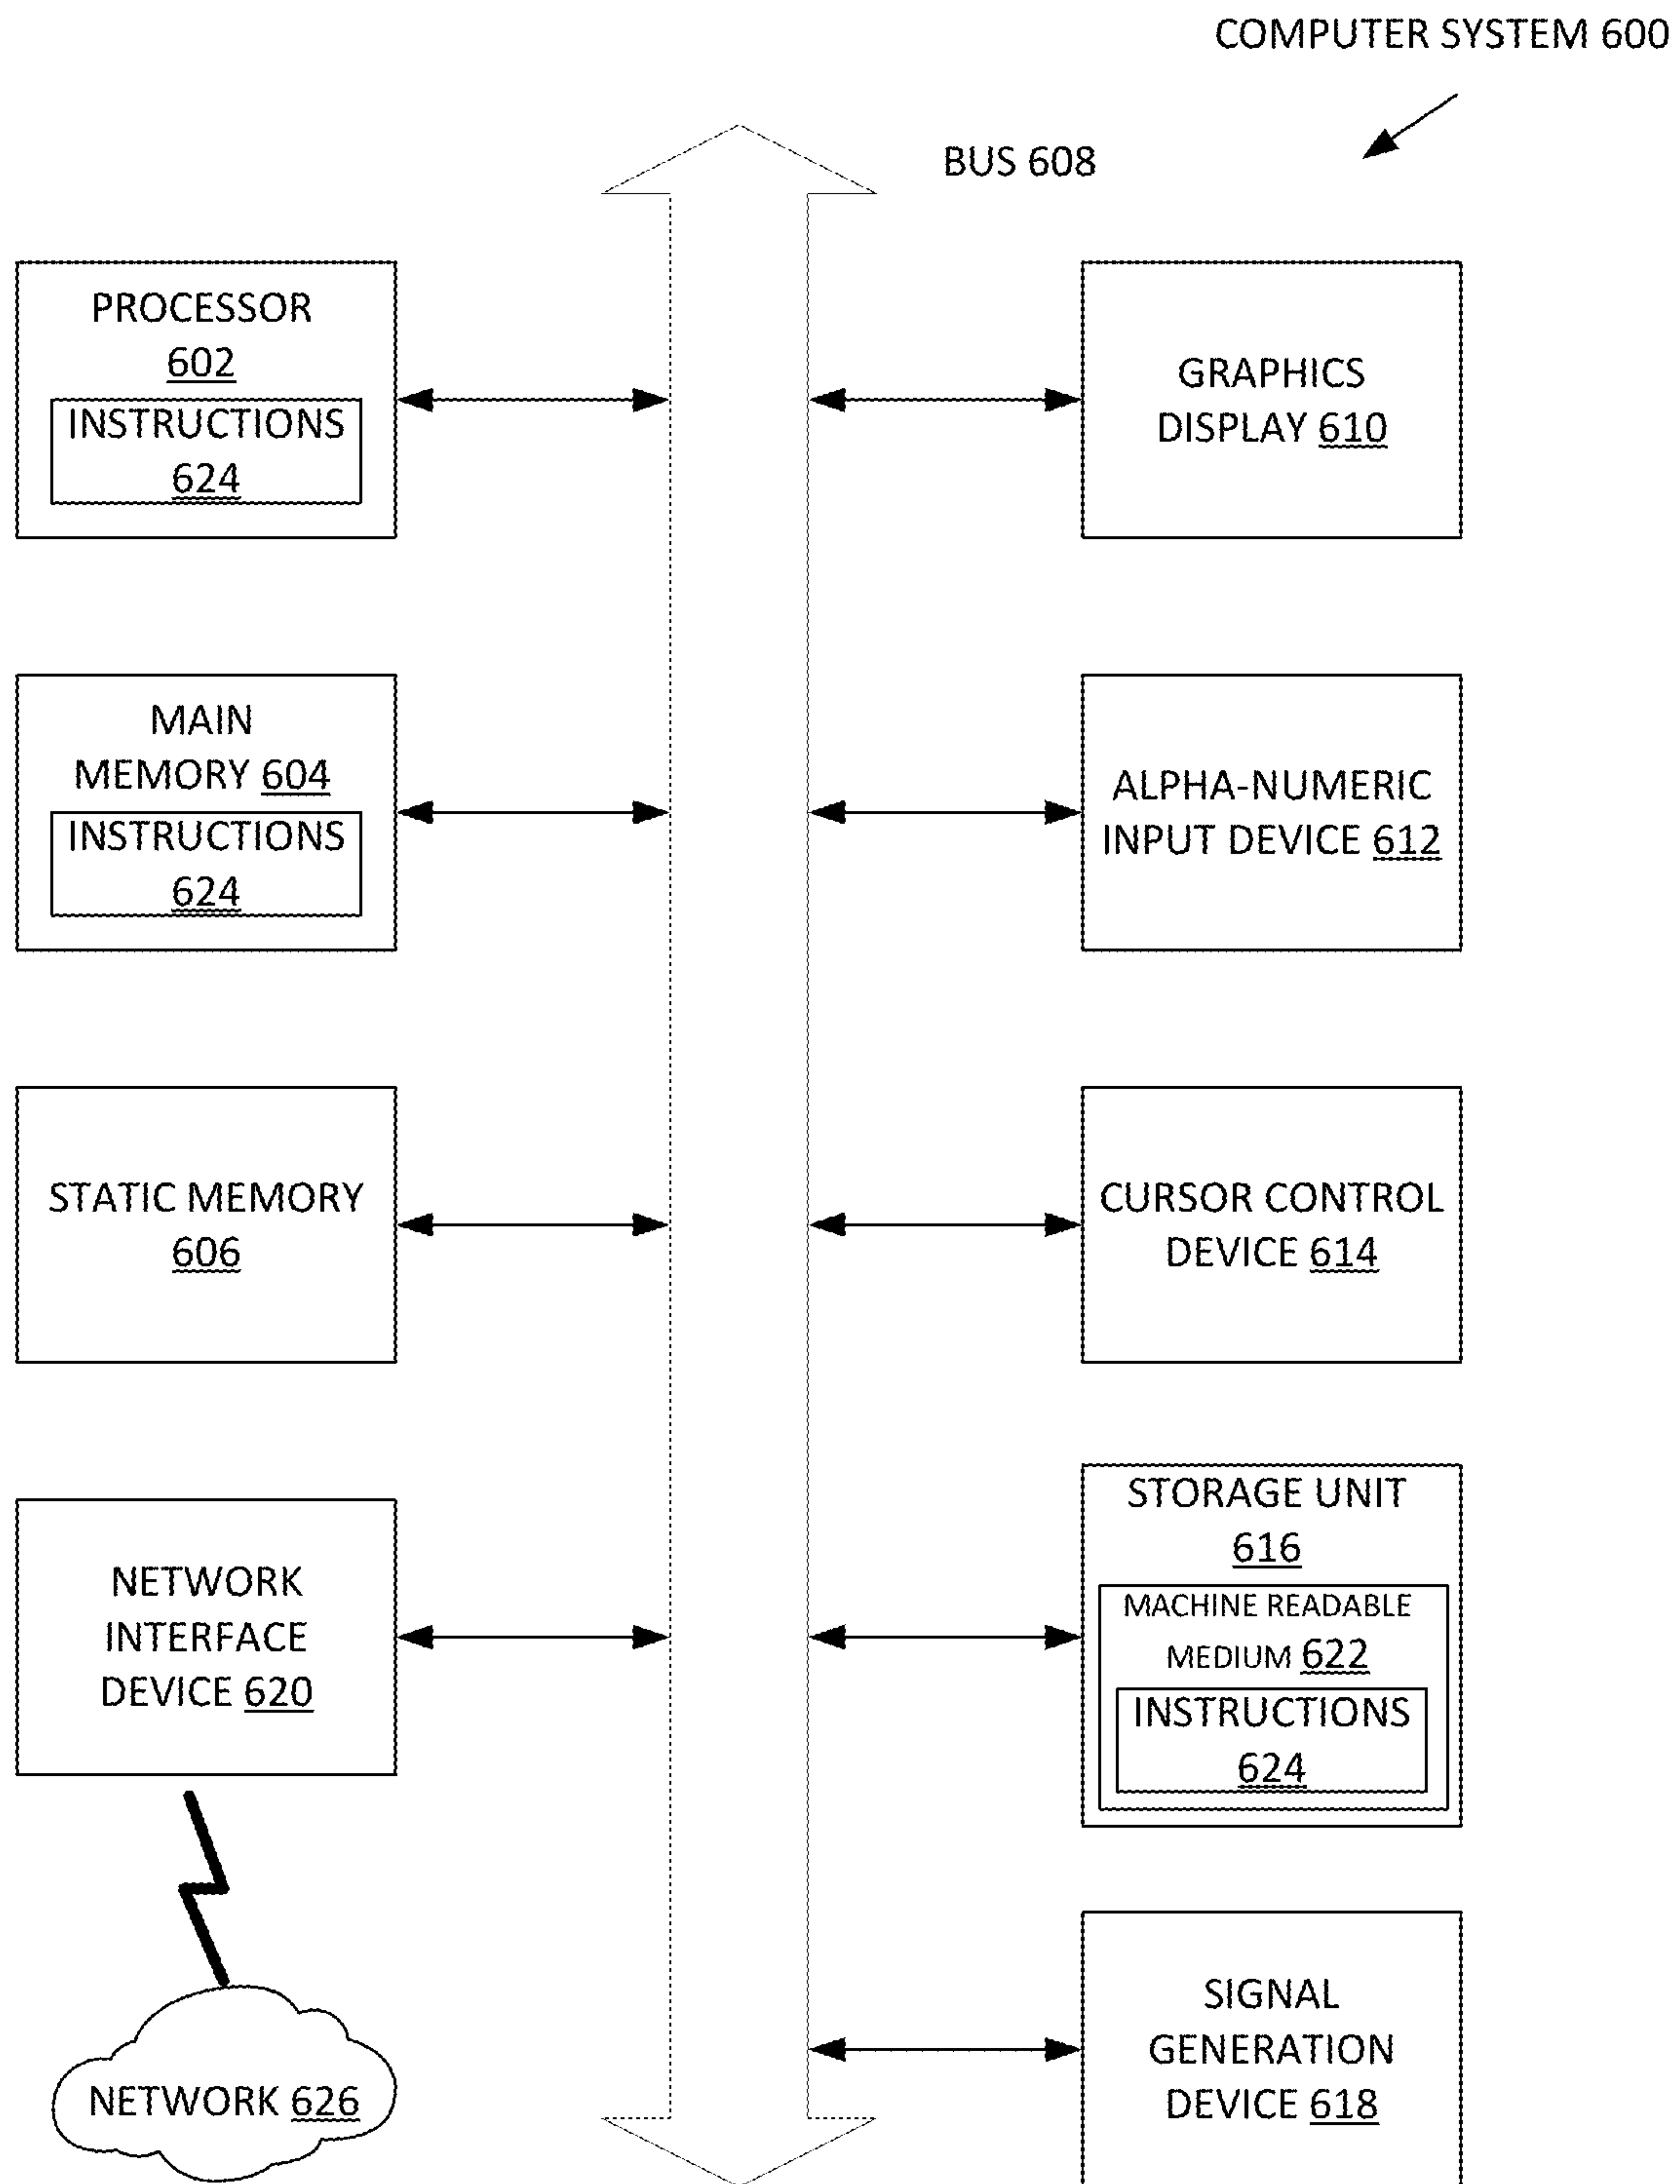 COMPUTER SYSTEM 600
BUS 608
PROCESSOR
602
INSTRUCTIONS
624
GRAPHICS
DISPLAY 610
MAIN
MEMORY 604
INSTRUCTIONS
624
ALPHA-NUMERIC
INPUT DEVICE 612
STATIC MEMORY
606
CURSOR CONTROL
DEVICE 614
NETWORK
INTERFACE
DEVICE 620
STORAGE UNIT
616
MACHINE READABLE
MEDIUM 622
INSTRUCTIONS
624
NETWORK 626
SIGNAL
GENERATION
DEVICE 618